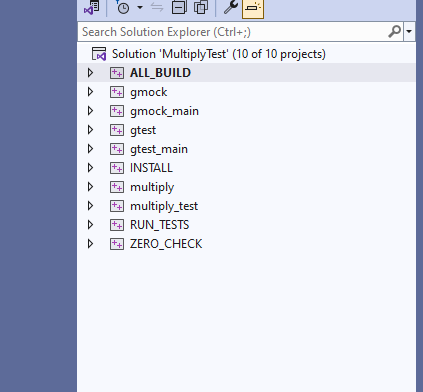 Search Solution Explorer (Ctrl+;)
Solution 'MultiplyTest' (10 of 10 projects)
ALL_BUILD
gmock
gmock_main
gtest
gtest_main
INSTALL
multiply
multiply_test
RUN_TESTS
ZERO_CHECK